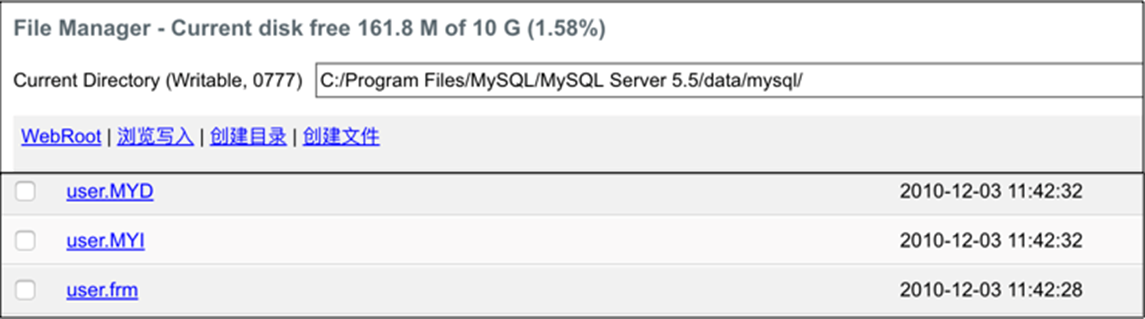 File Manager - Current disk free 161.8 M of 10 G (1.58%)
Current Directory (Writable, 0777) C:/Program Files/MySQL/MySQL Server 5.5/data/mysql/
WebRoot | 浏览写入 | 创建目录 | 创建文件
user.MYD 2010-12-03 11:42:32
user.MYI 2010-12-03 11:42:32
user.frm 2010-12-03 11:42:28